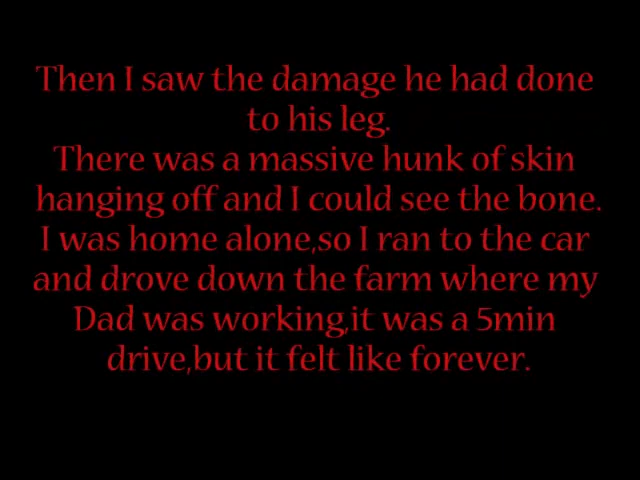 Then I saw the damage he had done
to his leg.
There was a massive hunk of skin
hanging off and I could see the bone.
I was home alone,so I ran to the car
and drove down the farm where my
Dad was working,it was a 5min
drive,but it felt like forever.